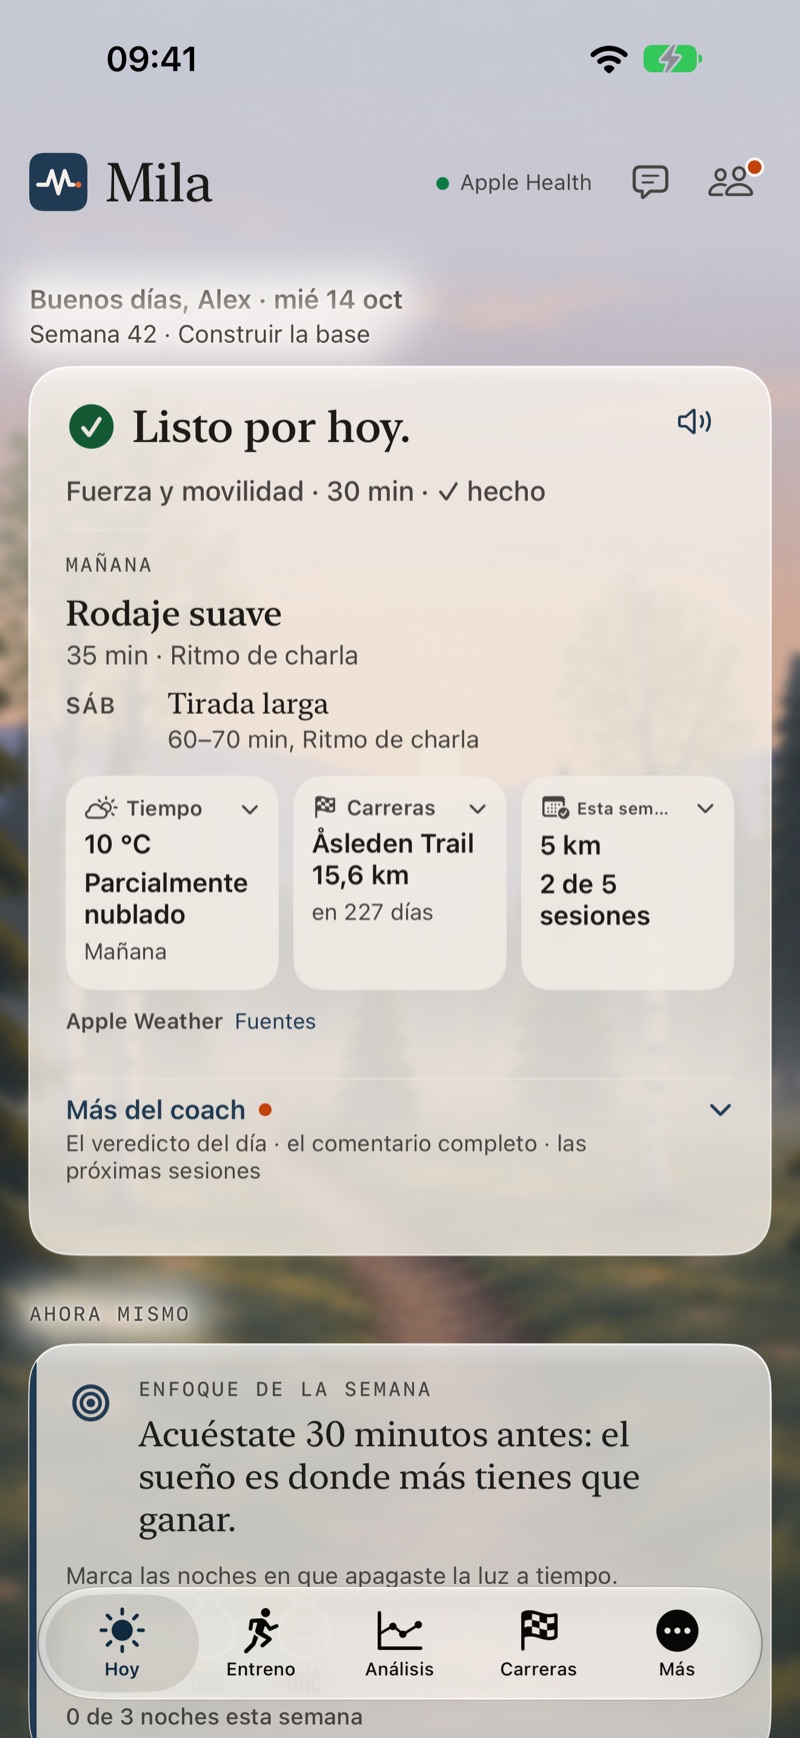 09:41
Mila
Apple Health
Buenos días, Alex · mié 14 oct
Semana 42 · Construir la base
Listo por hoy.
Fuerza y movilidad · 30 min · ✓ hecho
MAÑANA
Rodaje suave
35 min · Ritmo de charla
SÁB Tirada larga
60–70 min, Ritmo de charla
Tiempo
10 °C
Parcialmente
nublado
Mañana
Carreras
Åsleden Trail
15,6 km
en 227 días
Esta sem...
5 km
2 de 5
sesiones
Apple Weather Fuentes
Más del coach
El veredicto del día · el comentario completo · las
próximas sesiones
AHORA MISMO
ENFOQUE DE LA SEMANA
Acuéstate 30 minutos antes: el
sueño es donde más tienes que
ganar.
Marca las noches en que apagaste la luz a tiempo.
Hoy
Entreno
Análisis
Carreras
Más
0 de 3 noches esta semana